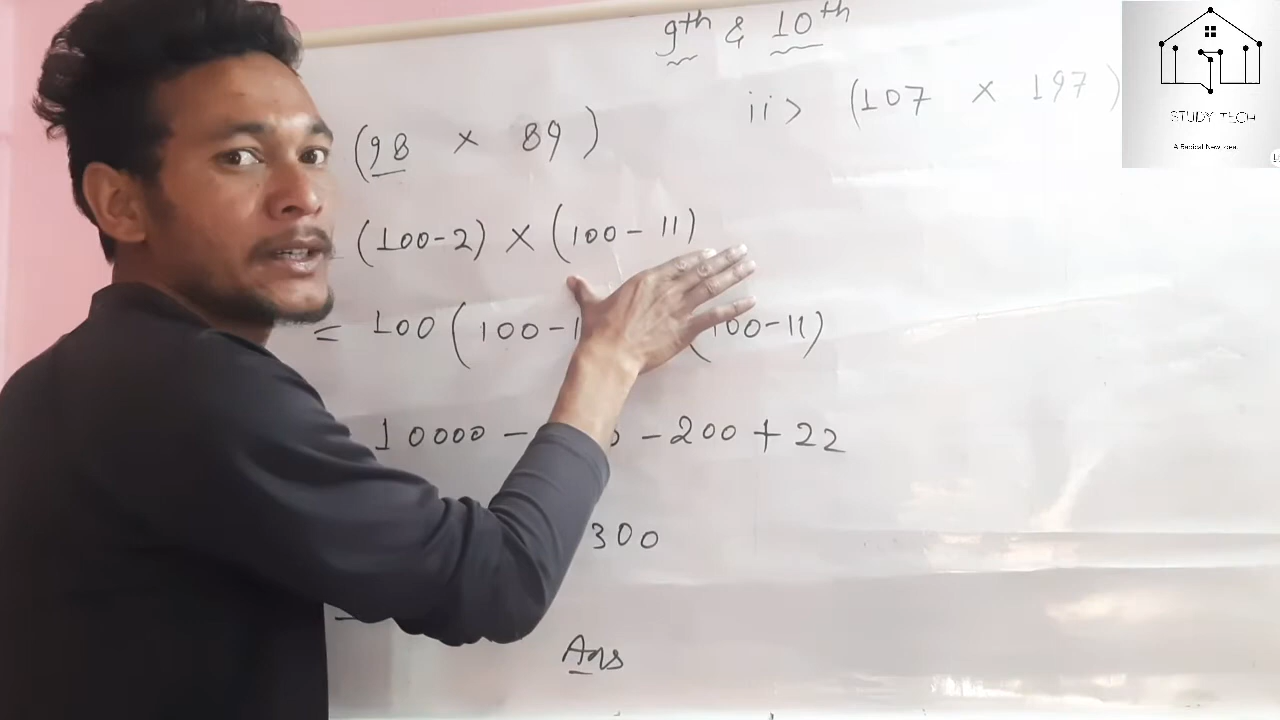 9th & 10th
ii> (107 × 197)
STUDY TECH
(98 × 89)
(100-2) × (100-11)
= 100 (100-1 100-11)
10000 - -200 + 22
300
Ans